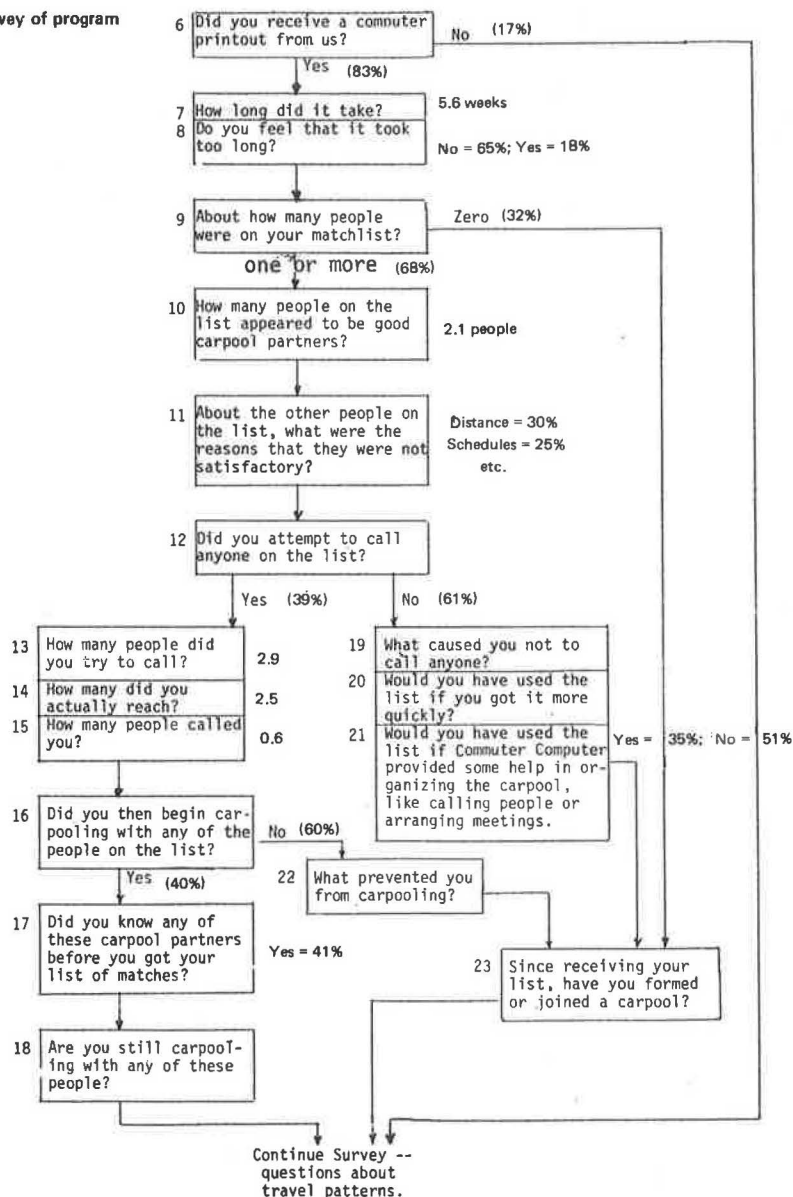 vey of program
6 Did you receive a computer
printout from us?
No (17%)
Yes (83%)
7 How long did it take?
5.6 weeks
8 Do you feel that it took
too long?
No = 65%; Yes = 18%
9 About how many people
were on your matchlist?
Zero (32%)
one or more (68%)
10 How many people on the
list appeared to be good
carpool partners?
2.1 people
11 About the other people on
the list, what were the
reasons that they were not
satisfactory?
Distance = 30%
Schedules = 25%
etc.
12 Did you attempt to call
anyone on the list?
Yes (39%)
No (61%)
13 How many people did
you try to call?
2.9
14 How many did you
actually reach?
2.5
15 How many people called
you?
0.6
19 What caused you not to
call anyone?
20 Would you have used the
list if you got it more
quickly?
21 Would you have used the
list if Commuter Computer
provided some help in or-
ganizing the carpool,
like calling people or
arranging meetings.
Yes = 35%; No = 51%
16 Did you then begin car-
pooling with any of the
people on the list?
No (60%)
Yes (40%)
22 What prevented you
from carpooling?
17 Did you know any of
these carpool partners
before you got your
list of matches?
Yes = 41%
23 Since receiving your
list, have you formed
or joined a carpool?
18 Are you still carpool-
ing with any of these
people?
Continue Survey --
questions about
travel patterns.